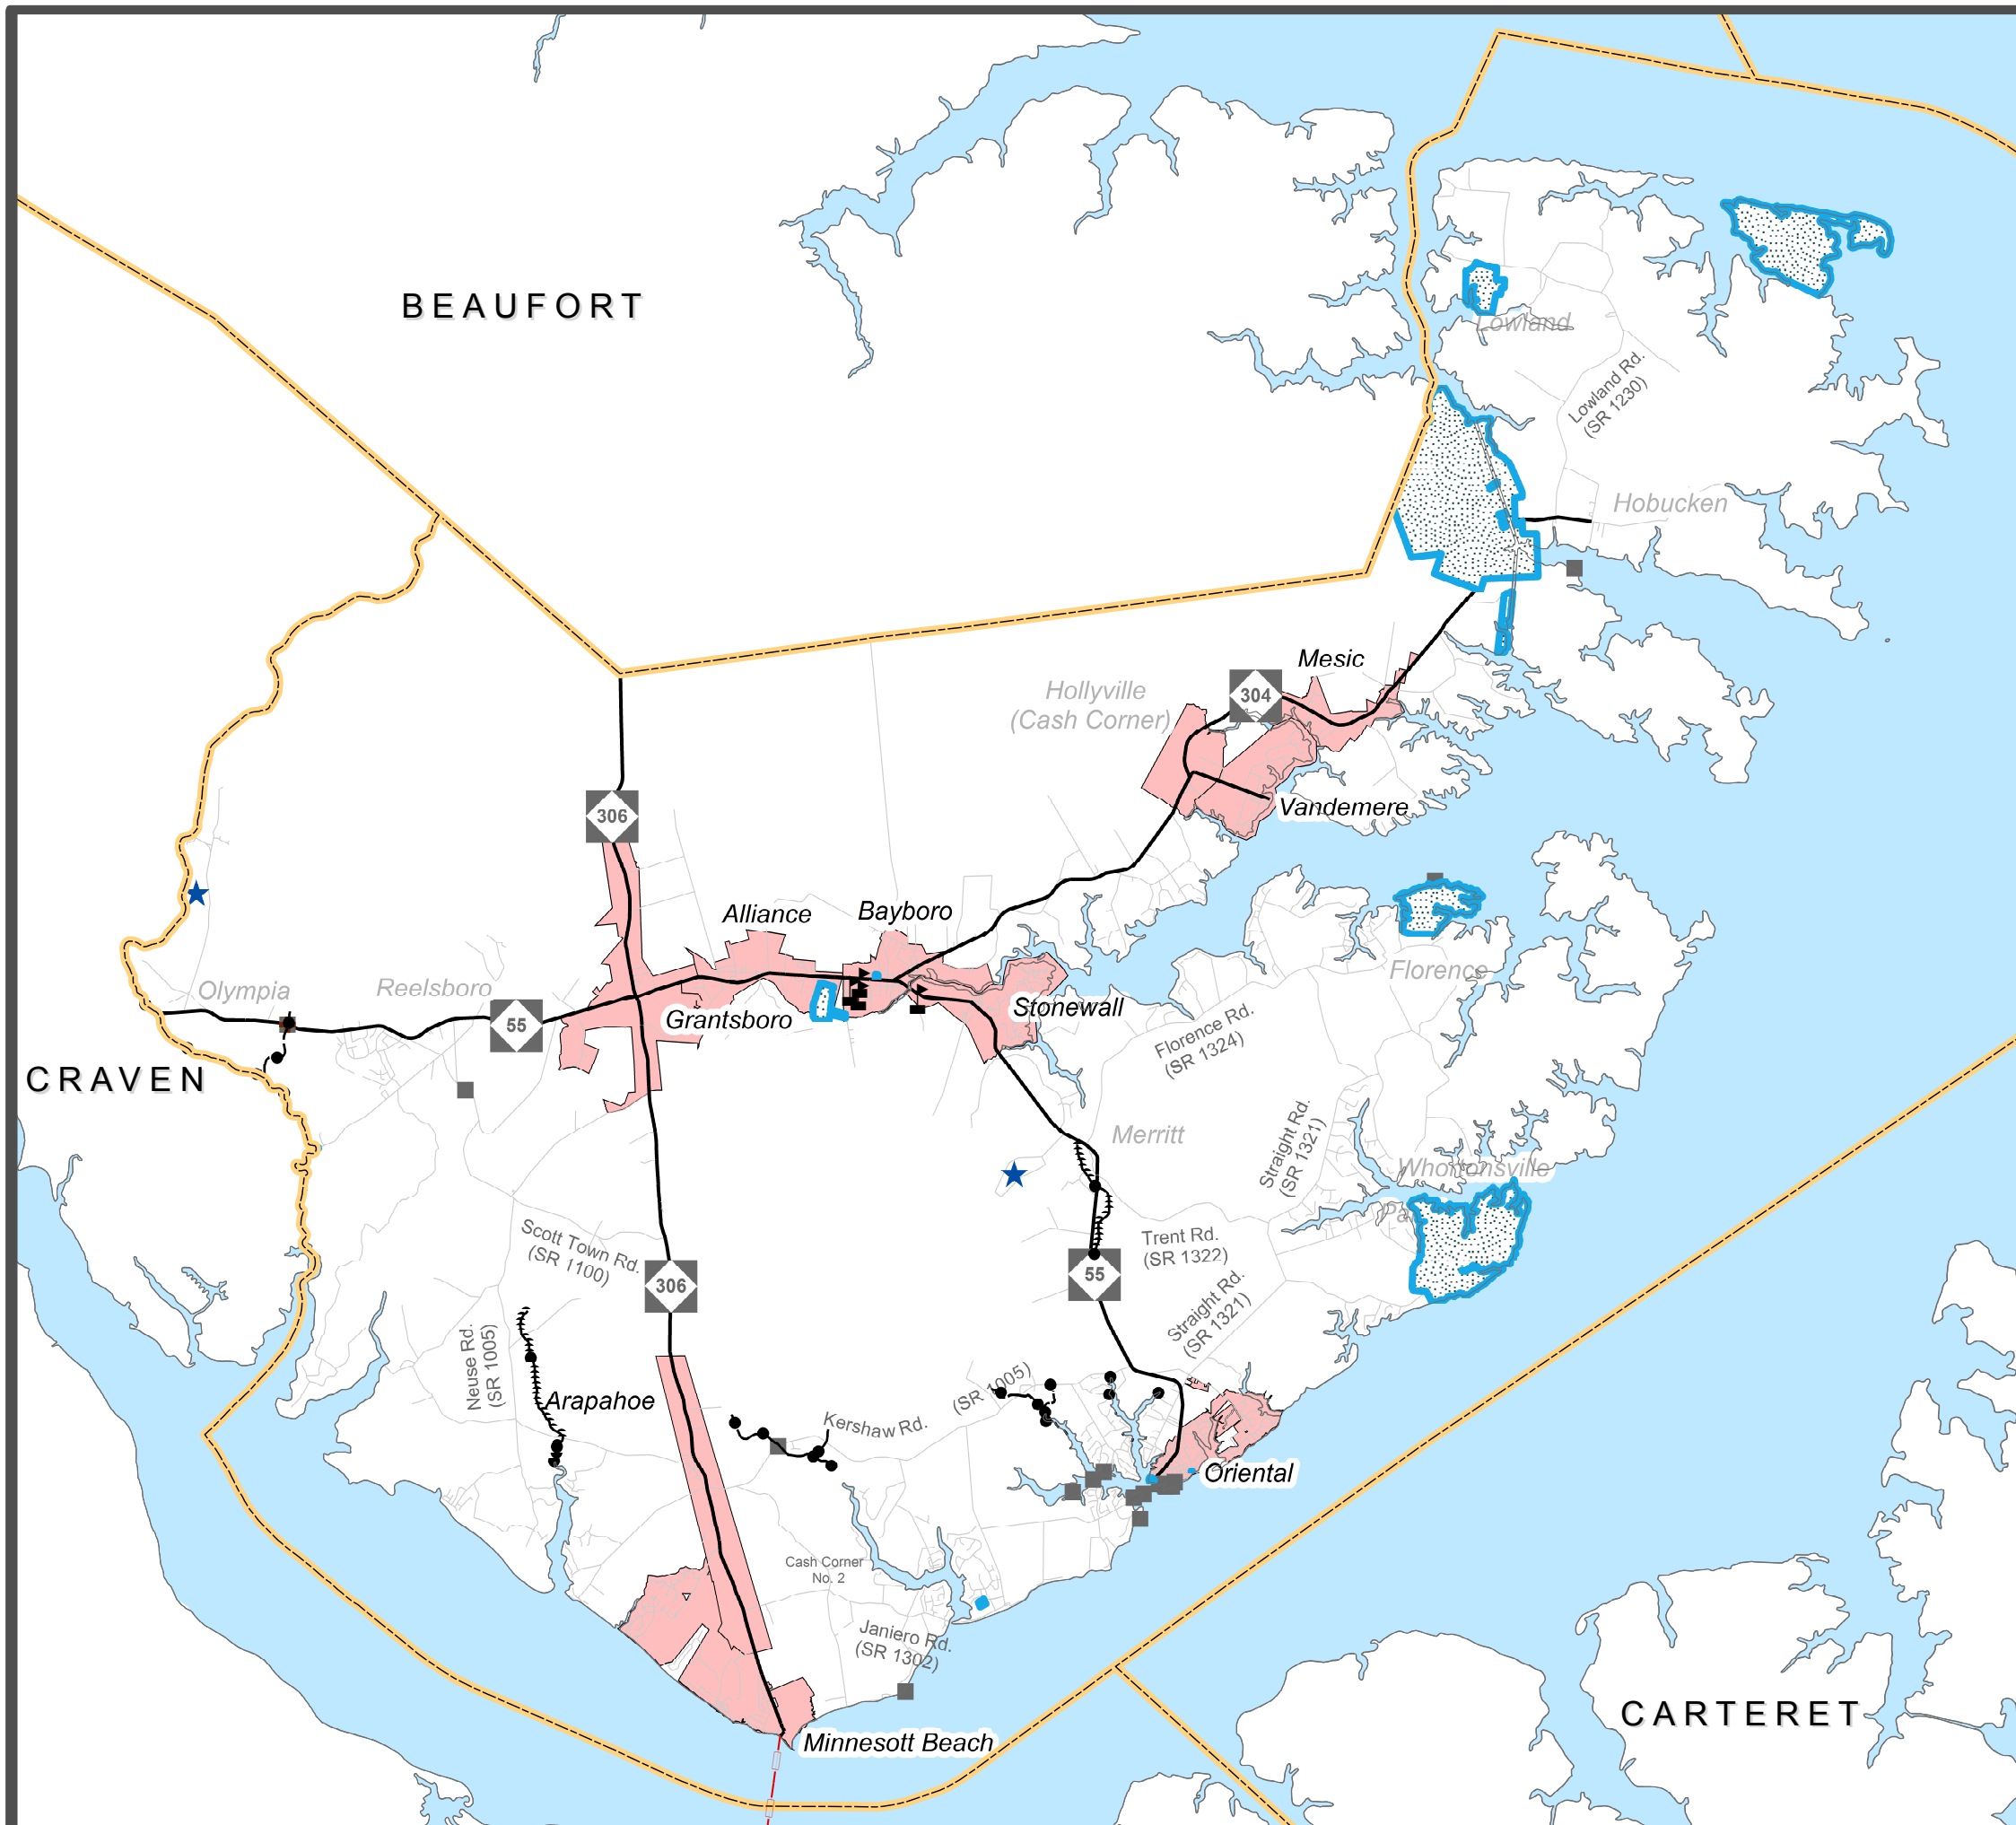 BEAUFORT
Lowland
Lowland Rd.
(SR 1230)
Hobucken
Mesic
304
Hollyville
(Cash Corner)
Vandemere
306
Alliance
Bayboro
Florence
Olympia
Reelsboro
55
Grantsboro
Stonewall
Florence Rd.
(SR 1324)
CRAVEN
Merritt
Straight Rd.
(SR 1321)
Whortonsville
Scott Town Rd.
(SR 1100)
Trent Rd.
(SR 1322)
306
55
Straight Rd.
(SR 1321)
Neuse Rd.
(SR 1005)
Arapahoe
(SR 1005)
Kershaw Rd.
Oriental
Cash Corner
No. 2
Janiero Rd.
(SR 1302)
CARTERET
Minnesott Beach